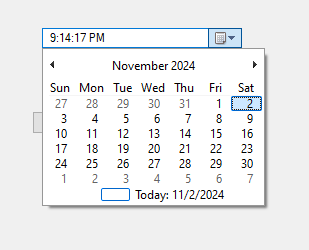 9:14:17 PM
November 2024
Sun Mon Tue Wed Thu Fri Sat
27 28 29 30 31 1 2
3 4 5 6 7 8 9
10 11 12 13 14 15 16
17 18 19 20 21 22 23
24 25 26 27 28 29 30
1 2 3 4 5 6 7
Today: 11/2/2024